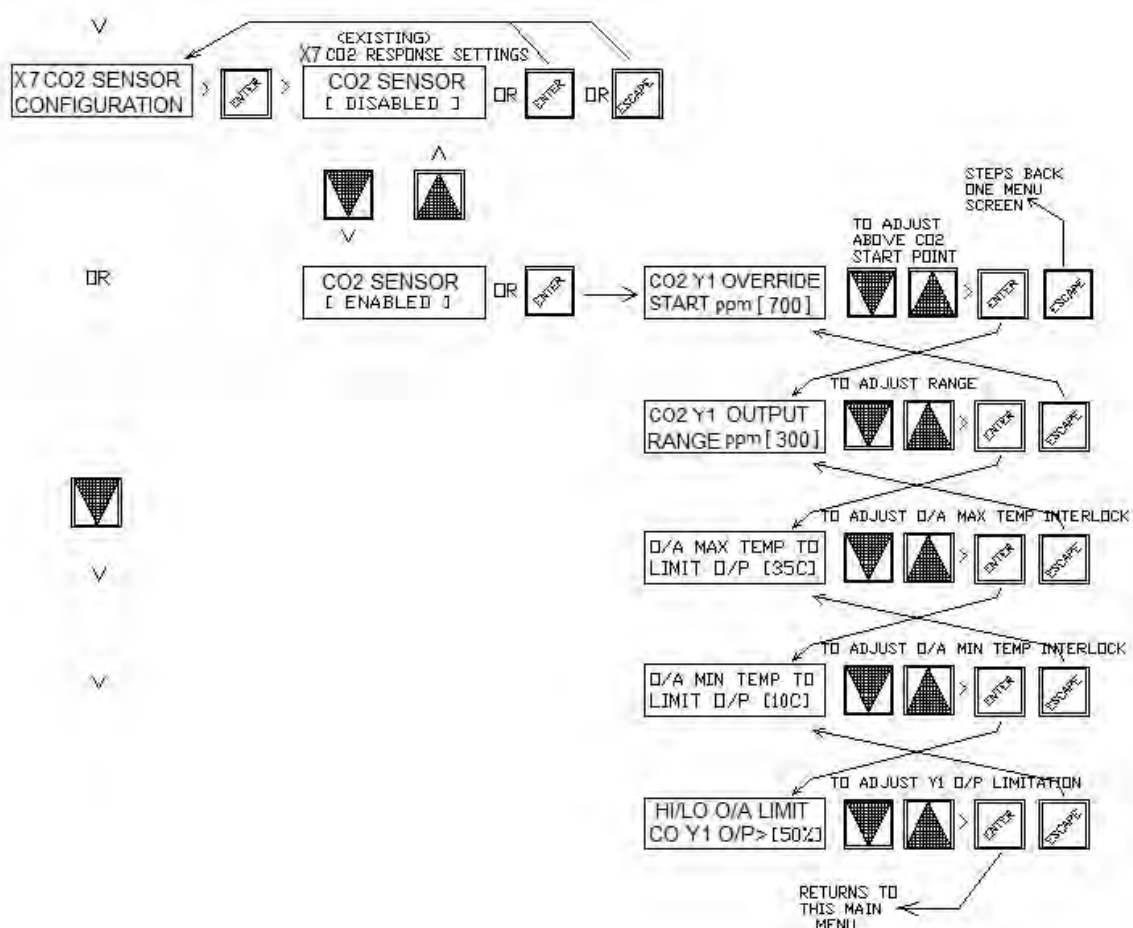 (EXISTING)
X7 CO2 RESPONSE SETTINGS
X7 CO2 SENSOR
CONFIGURATION
ENTER
CO2 SENSOR
[ DISABLED ]
OR
ENTER
OR
ESCAPE
STEPS BACK
ONE MENU
SCREEN
TO ADJUST
ABOVE CO2
START POINT
OR
CO2 SENSOR
[ ENABLED ]
OR
ENTER
CO2 Y1 OVERRIDE
START ppm [ 700 ]
ENTER
ESCAPE
TO ADJUST RANGE
CO2 Y1 OUTPUT
RANGE ppm [ 300 ]
ENTER
ESCAPE
TO ADJUST O/A MAX TEMP INTERLOCK
O/A MAX TEMP TO
LIMIT O/P [35C]
ENTER
ESCAPE
TO ADJUST O/A MIN TEMP INTERLOCK
O/A MIN TEMP TO
LIMIT O/P [10C]
ENTER
ESCAPE
TO ADJUST Y1 O/P LIMITATION
HI/LO O/A LIMIT
CO Y1 O/P> [50%]
ENTER
ESCAPE
RETURNS TO
THIS MAIN
MENU